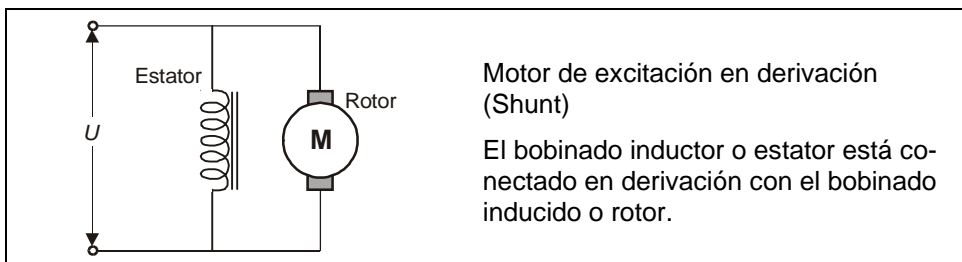 Estator
Rotor
U
M
Motor de excitación en derivación
(Shunt)
El bobinado inductor o estator está co-
nectado en derivación con el bobinado
inducido o rotor.